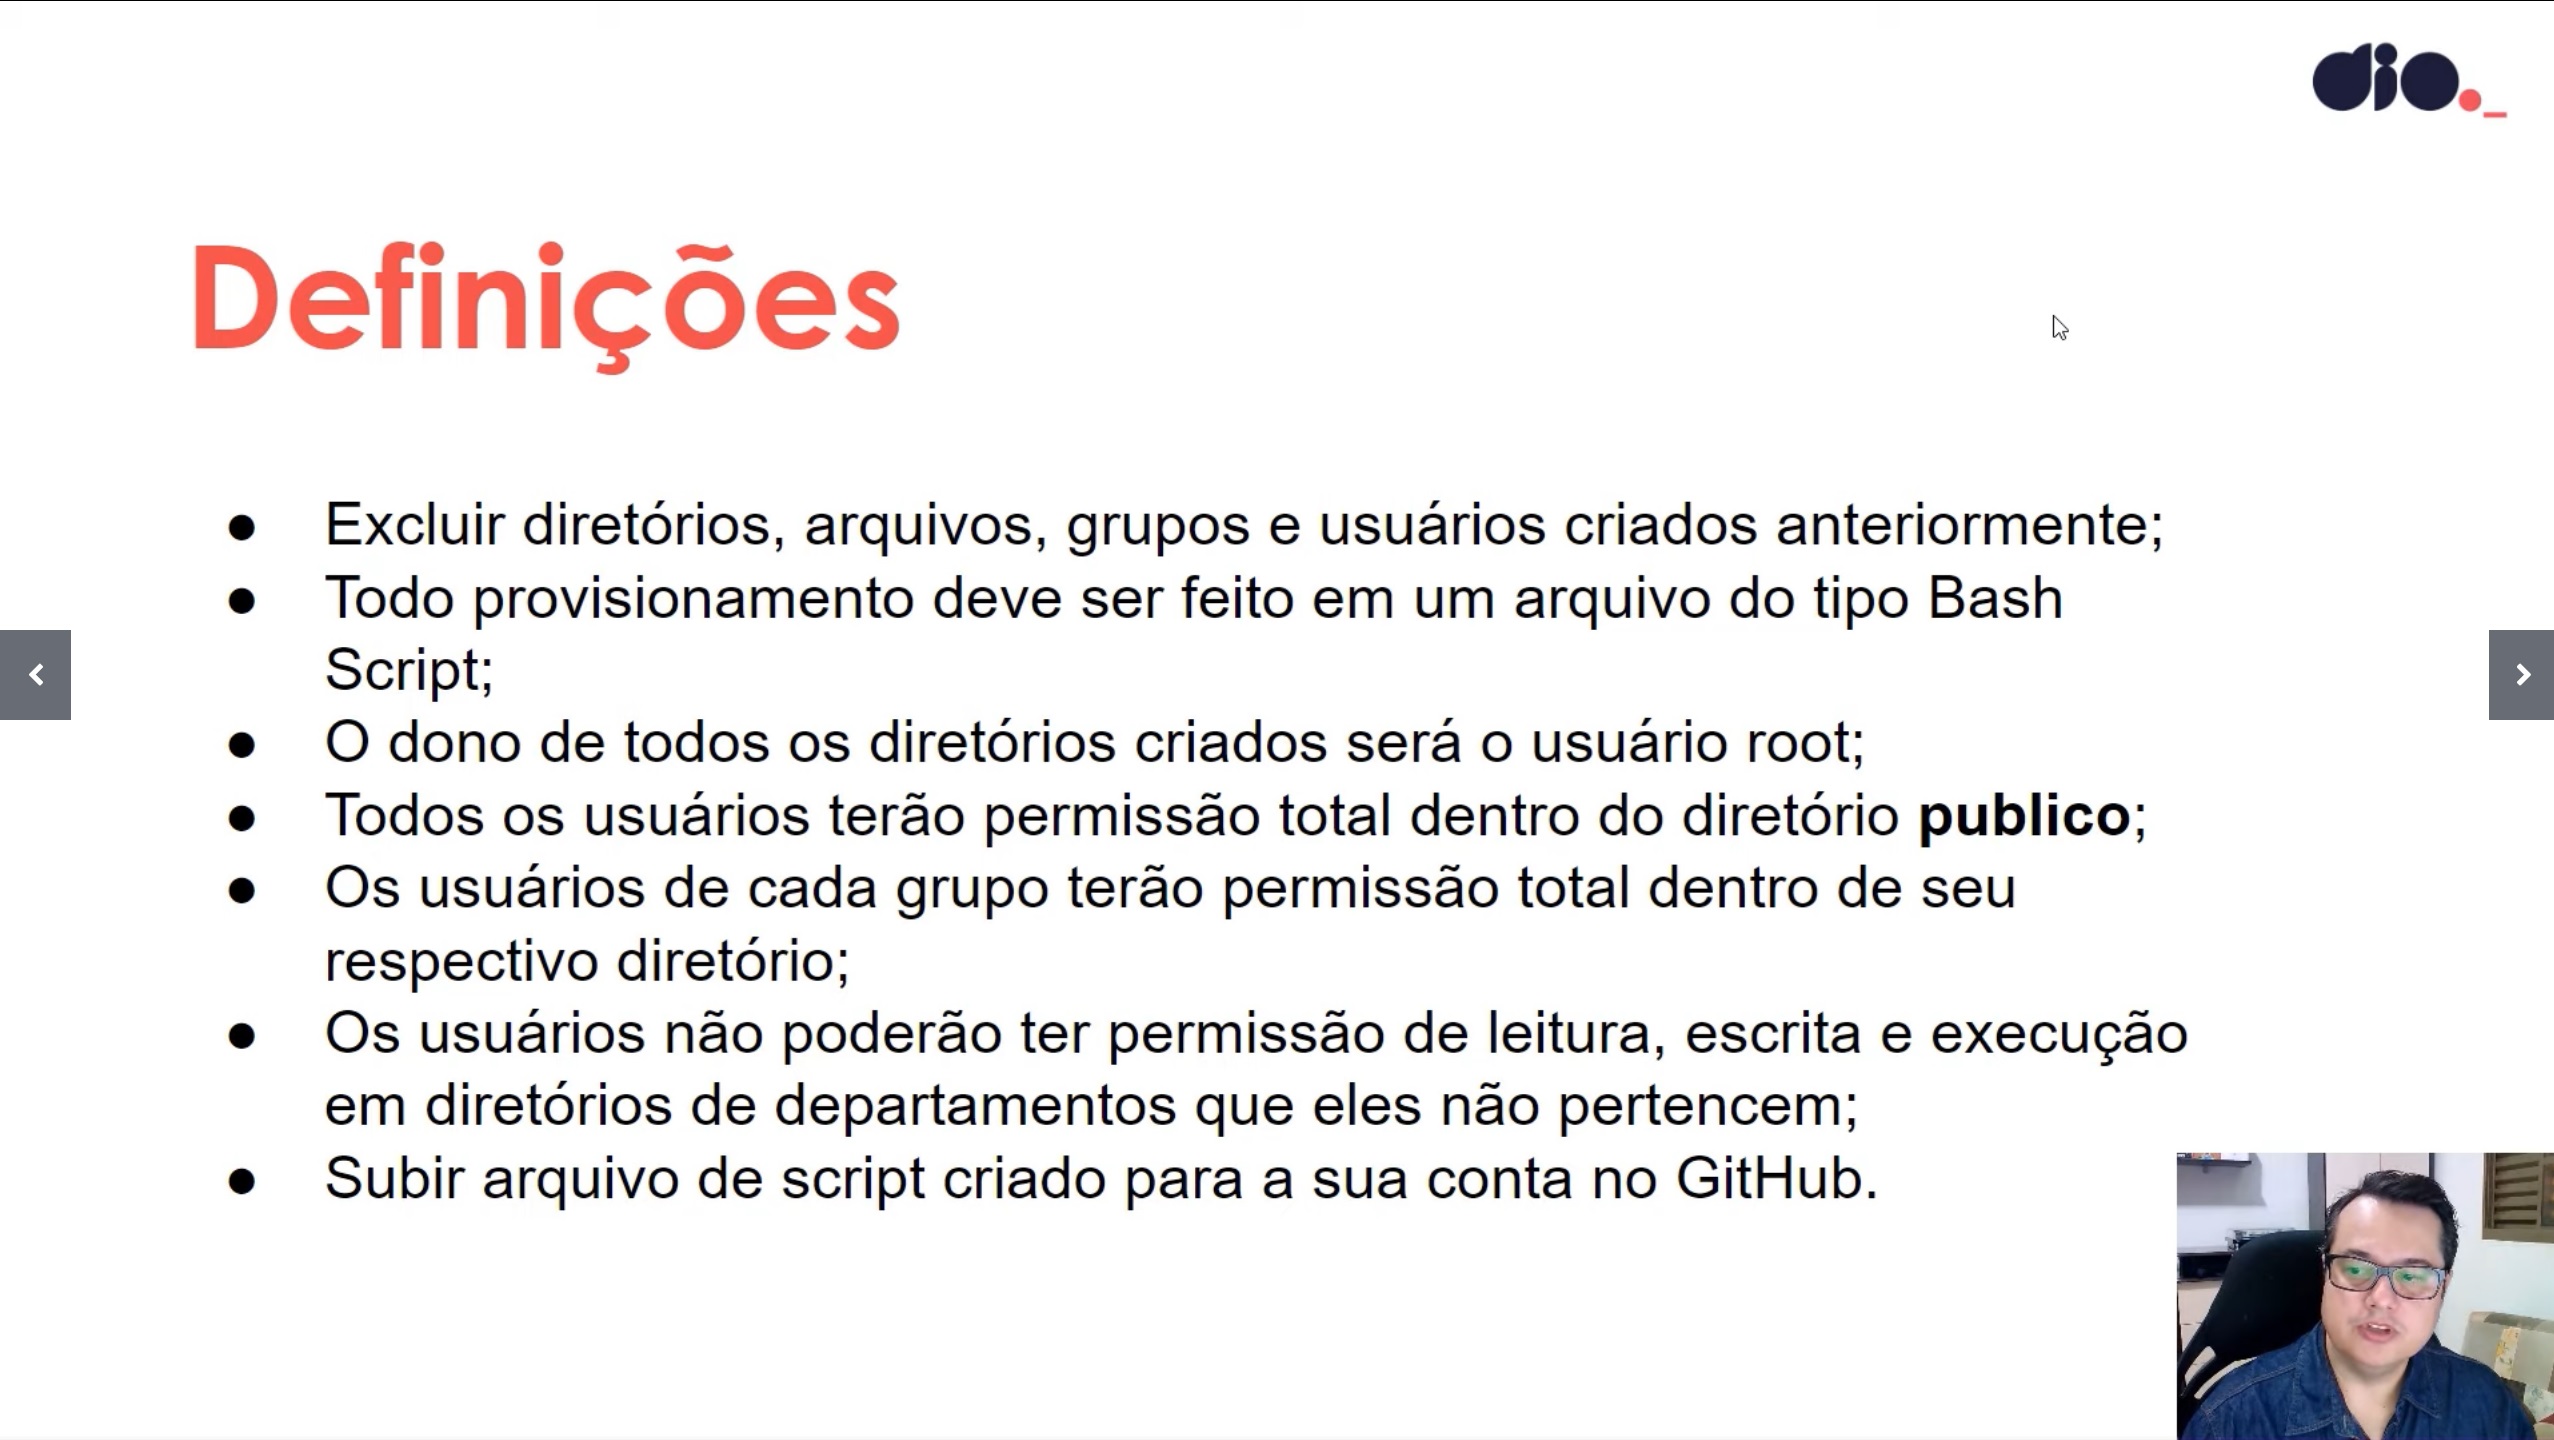 dio._
Definições
● Excluir diretórios, arquivos, grupos e usuários criados anteriormente;
● Todo provisionamento deve ser feito em um arquivo do tipo Bash
Script;
● O dono de todos os diretórios criados será o usuário root;
● Todos os usuários terão permissão total dentro do diretório publico;
● Os usuários de cada grupo terão permissão total dentro de seu
respectivo diretório;
● Os usuários não poderão ter permissão de leitura, escrita e execução
em diretórios de departamentos que eles não pertencem;
● Subir arquivo de script criado para a sua conta no GitHub.